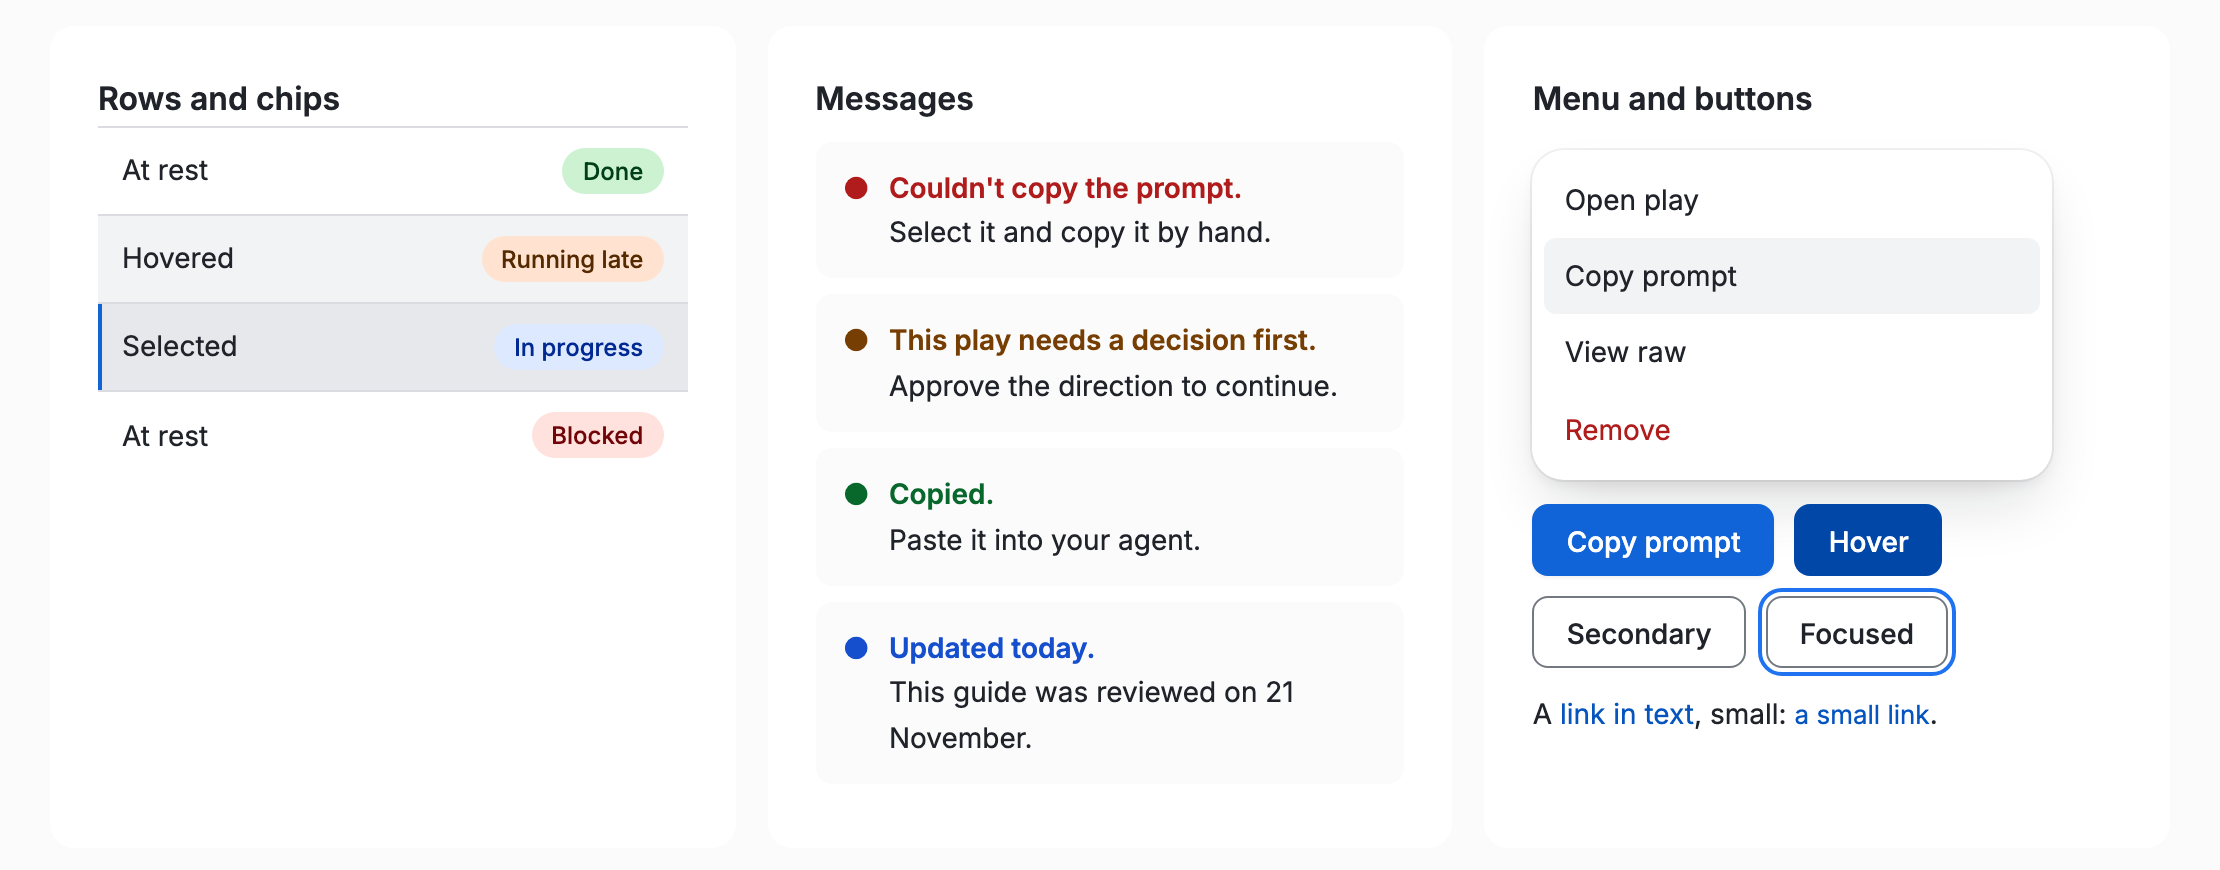 Rows and chips
At rest
Done
Hovered
Running late
Selected
In progress
At rest
Blocked
Messages
Couldn't copy the prompt.
Select it and copy it by hand.
This play needs a decision first.
Approve the direction to continue.
Copied.
Paste it into your agent.
Updated today.
This guide was reviewed on 21
November.
Menu and buttons
Open play
Copy prompt
View raw
Remove
Copy prompt
Hover
Secondary
Focused
A link in text, small: a small link.